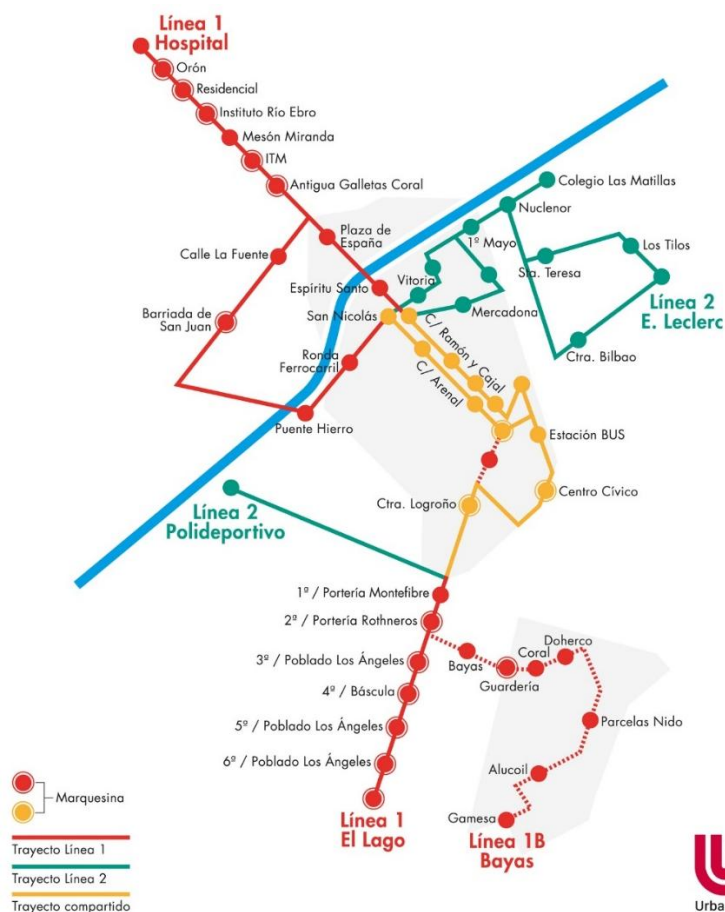 Línea 1
Hospital
Orón
Residencial
Instituto Río Ebro
Mesón Miranda
ITM
Antigua Galletas Coral
Colegio Las Matillas
Nuclenor
Plaza de
España
1º Mayo
Los Tilos
Calle La Fuente
Sta. Teresa
Vitoria
Espíritu Santo
Línea 2
E. Leclerc
San Nicolás
Mercadona
Barriada de
San Juan
C/ Ramón y Cajal
Ctra. Bilbao
Ronda
Ferrocarril
C/ Arenal
Puente Hierro
Estación BUS
Línea 2
Polideportivo
Ctra. Logroño
Centro Cívico
1ª / Portería Montefibre
2ª / Portería Rothneros
Doherco
Coral
3ª / Poblado Los Ángeles
Bayas
Guardería
4ª / Báscula
Parcelas Nido
5ª / Poblado Los Ángeles
Alucoil
6ª / Poblado Los Ángeles
Gamesa
Línea 1
El Lago
Línea 1B
Bayas
Marquesina
Trayecto Línea 1
Trayecto Línea 2
Trayecto compartido
Urba